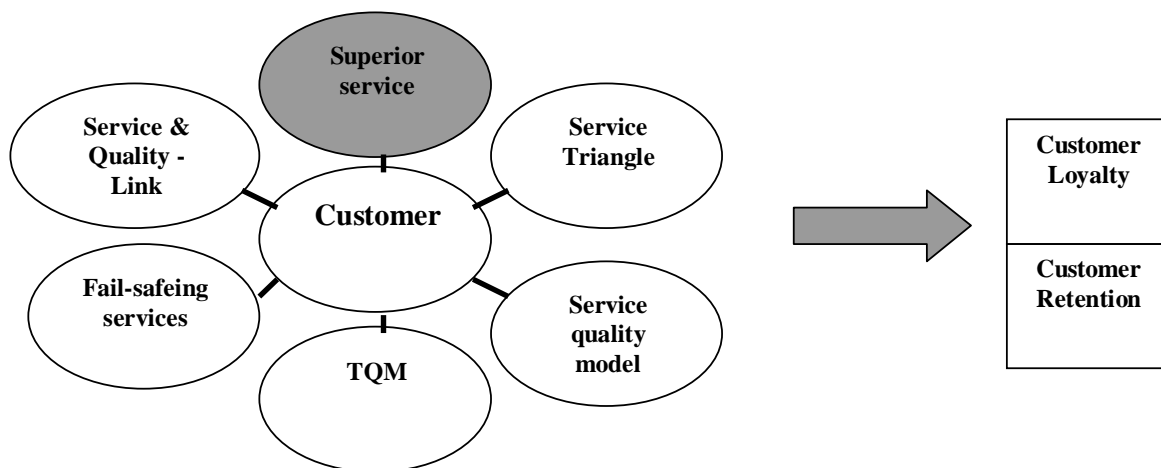 Superior
service
Service &
Quality -
Link
Service
Triangle
Customer
Fail-safeing
services
TQM
Service
quality
model
Customer
Loyalty
Customer
Retention